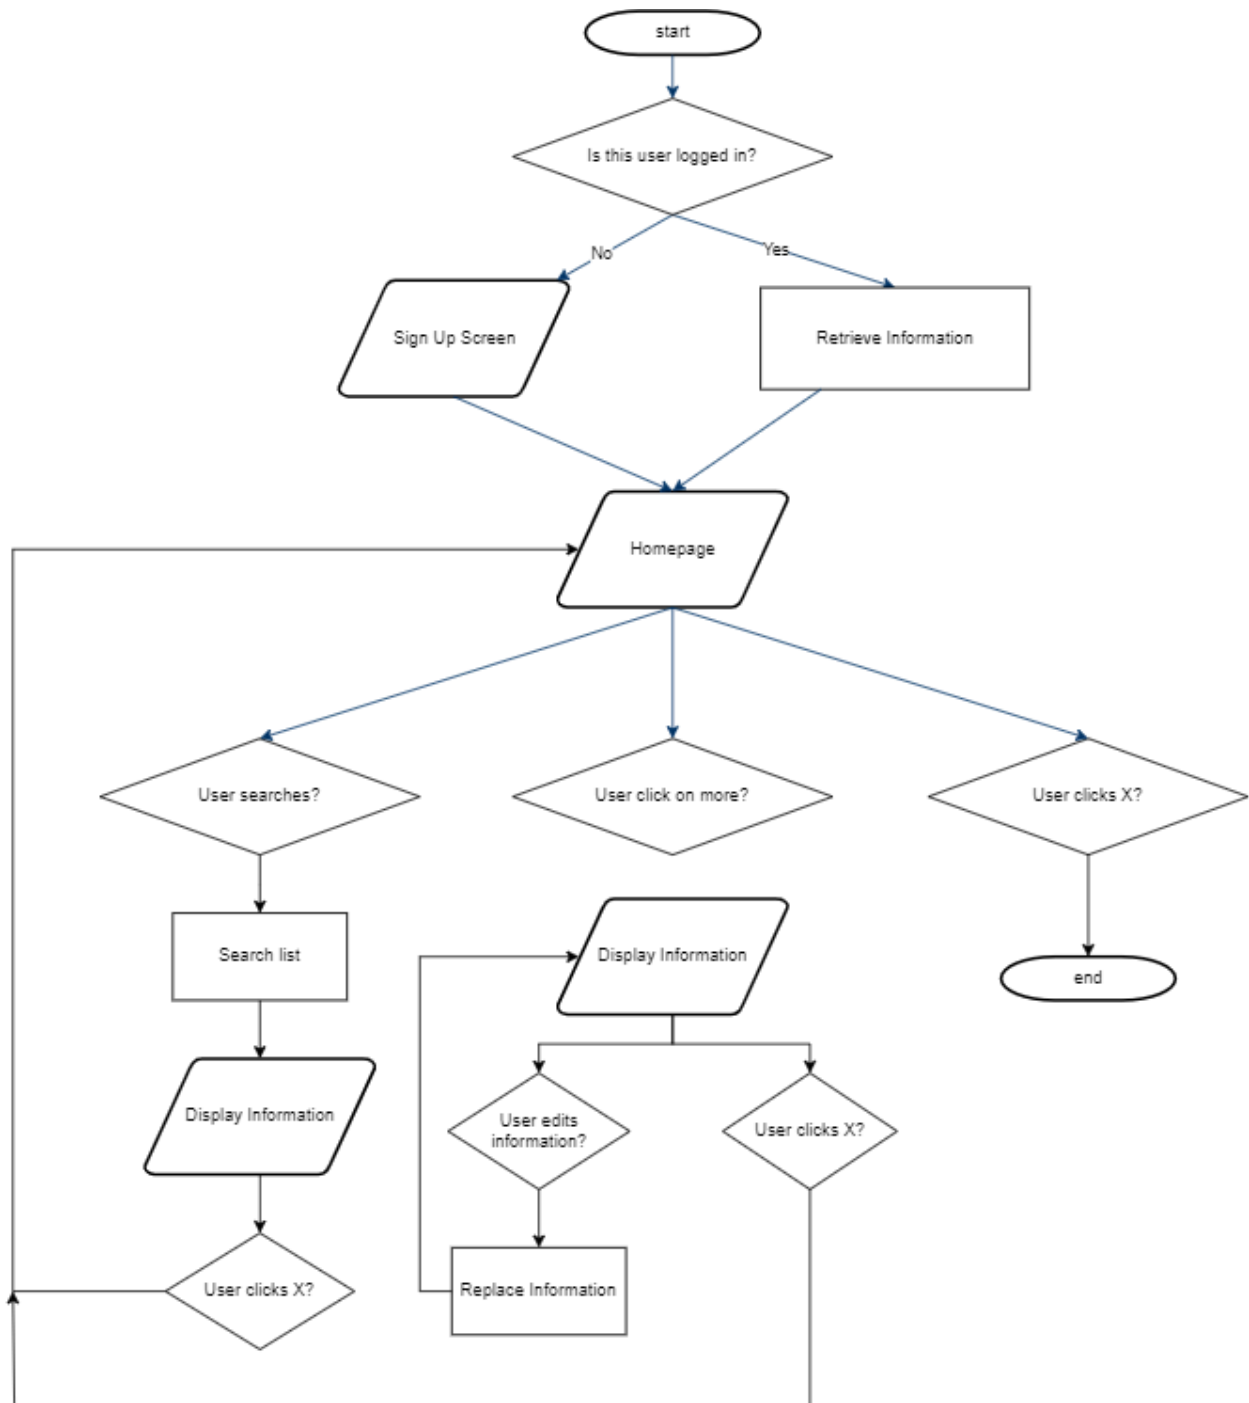 start
Is this user logged in?
No
Yes
Sign Up Screen
Retrieve Information
Homepage
User searches?
User click on more?
User clicks X?
Search list
Display Information
end
Display Information
User edits
information?
User clicks X?
User clicks X?
Replace Information